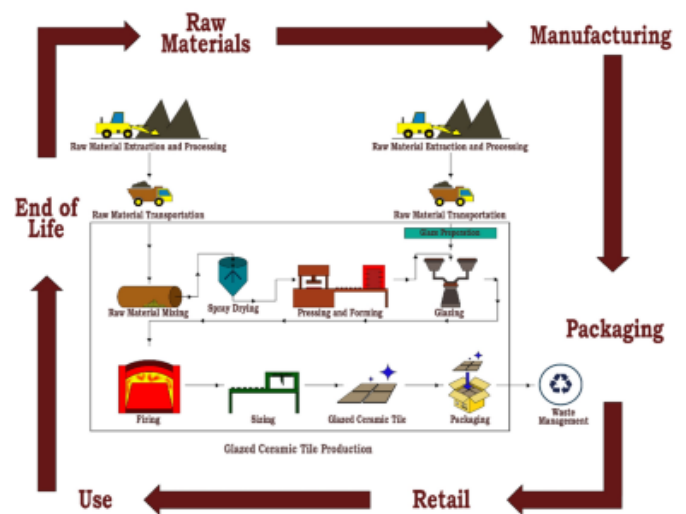 Raw
Materials
Manufacturing
Raw Material Extraction and Processing
Raw Material Extraction and Processing
End of
Life
Raw Material Transportation
Raw Material Transportation
Glaze Preparation
Raw Material Mixing
Spray Drying
Pressing and Forming
Glazing
Packaging
Firing
Sizing
Glazed Ceramic Tile
Packaging
Waste
Management
Glazed Ceramic Tile Production
Use
Retail